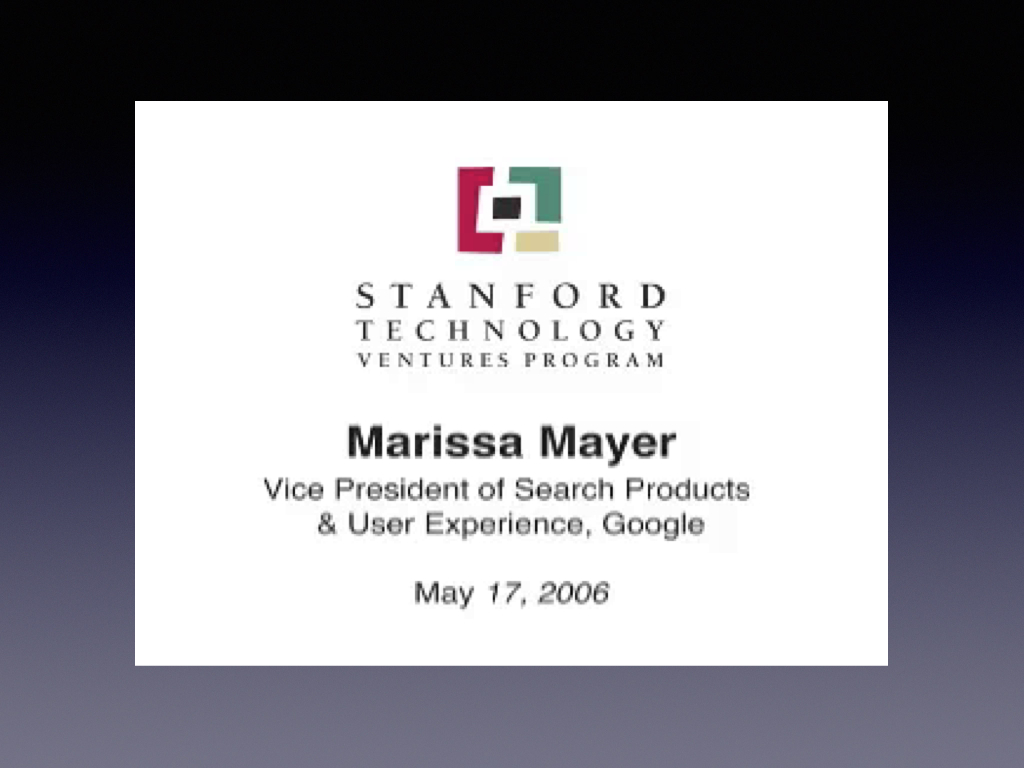 STANFORD
TECHNOLOGY
VENTURES PROGRAM
Marissa Mayer
Vice President of Search Products
& User Experience, Google
May 17, 2006